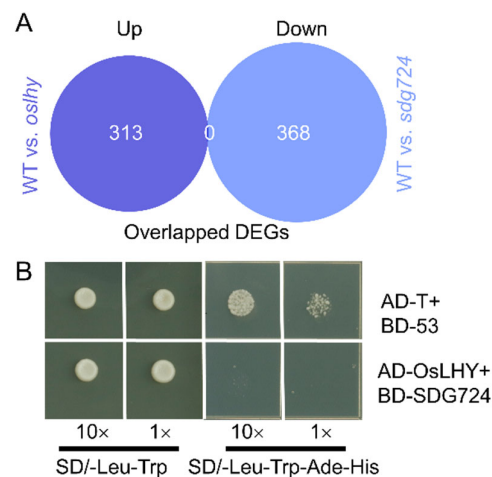 A
Up
Down
WT vs. oslhy
313
0
368
WT vs. sdg724
Overlapped DEGs
B
AD-T+
BD-53
AD-OsLHY+
BD-SDG724
10× 1× 10× 1×
SD/-Leu-Trp SD/-Leu-Trp-Ade-His